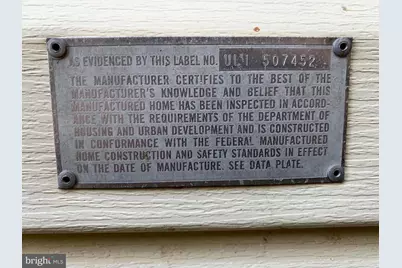 AS EVIDENCED BY THIS LABEL NO. ULI 507452
THE MANUFACTURER CERTIFIES TO THE BEST OF THE
MANUFACTURER'S KNOWLEDGE AND BELIEF THAT THIS
MANUFACTURED HOME HAS BEEN INSPECTED IN ACCORD-
ANCE WITH THE REQUIREMENTS OF THE DEPARTMENT OF
HOUSING AND URBAN DEVELOPMENT AND IS CONSTRUCTED
IN CONFORMANCE WITH THE FEDERAL MANUFACTURED
HOME CONSTRUCTION AND SAFETY STANDARDS IN EFFECT
ON THE DATE OF MANUFACTURE. SEE DATA PLATE.
bright MLS